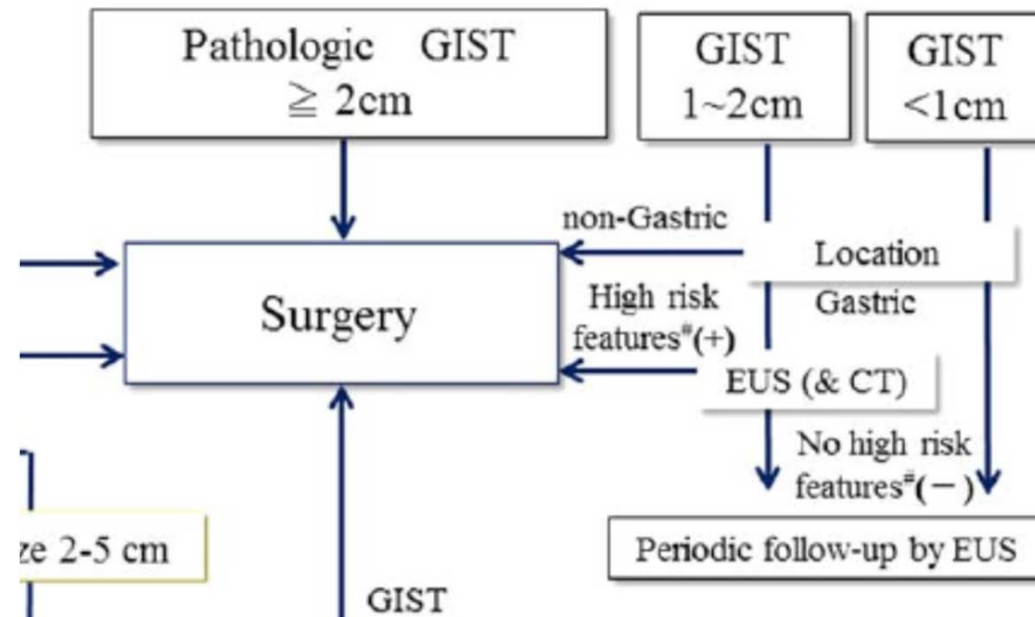 Pathologic GIST
≧ 2cm
GIST
1~2cm
GIST
<1cm
non-Gastric
Location
Gastric
Surgery
High risk
features#(+)
EUS (& CT)
No high risk
features#(−)
Periodic follow-up by EUS
ze 2-5 cm
GIST